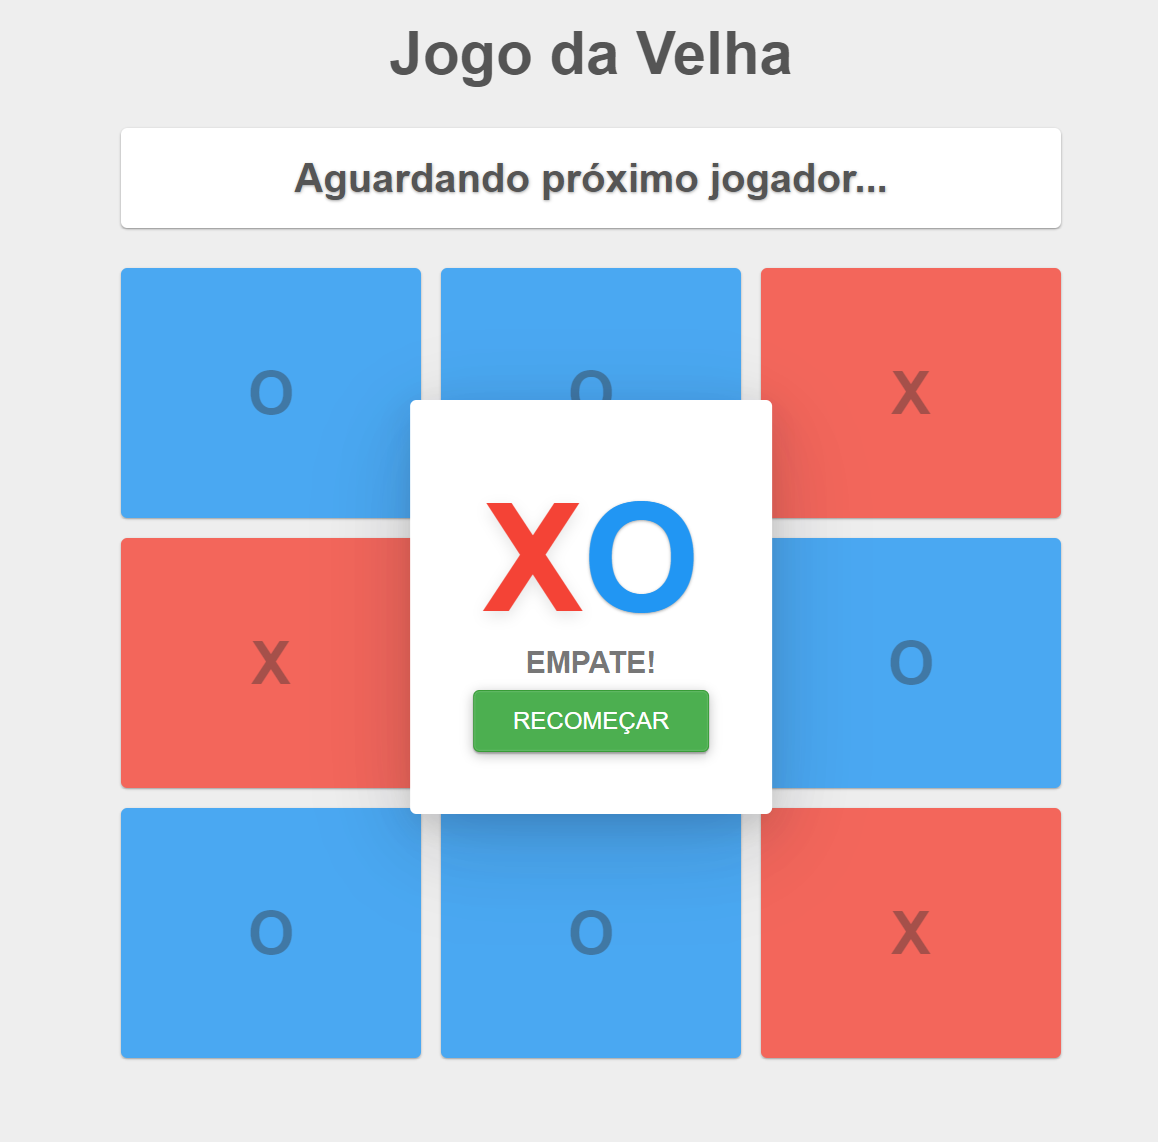 Jogo da Velha
Aguardando próximo jogador...
O O X
XO
EMPATE!
X O
RECOMEÇAR
O O X